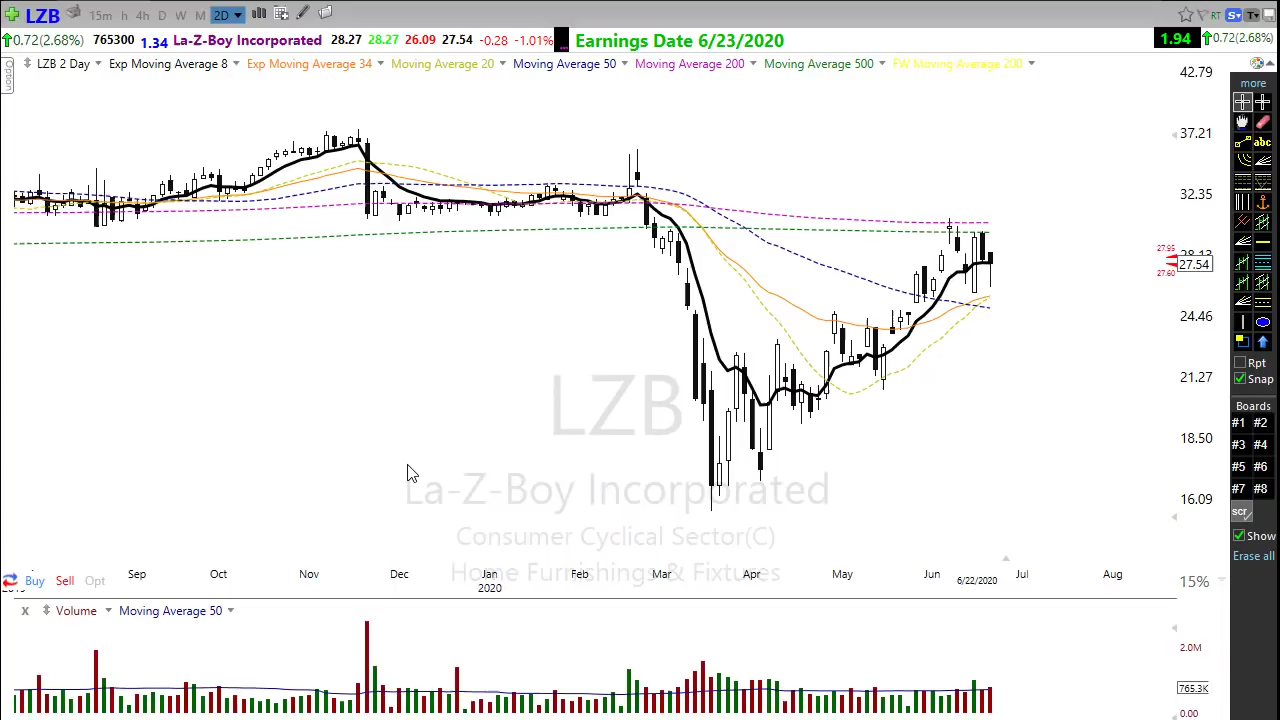 LZB 15m h 4h D W M 2D RT S T
0.72(2.68%) 765300 1.34 La-Z-Boy Incorporated 28.27 28.27 26.09 27.54 -0.28 -1.01% Earnings Date 6/23/2020 1.94 0.72(2.68%)
LZB 2 Day Exp Moving Average 8 Exp Moving Average 34 Moving Average 20 Moving Average 50 Moving Average 200 Moving Average 500 FW Moving Average 200
Option
42.79
37.21
32.35
27.95
27.54
27.60
24.46
21.27
18.50
16.09
more
abc
Rpt
Snap
Boards
#1 #2
#3 #4
#5 #6
#7 #8
scr
Show
Erase all
LZB
La-Z-Boy Incorporated
Consumer Cyclical Sector(C)
Home Furnishings & Fixtures
Buy Sell Opt
Sep Oct Nov Dec Jan Feb Mar Apr May Jun 6/22/2020 Jul Aug
2020
15%
x Volume Moving Average 50
2.0M
765.3K
0.00